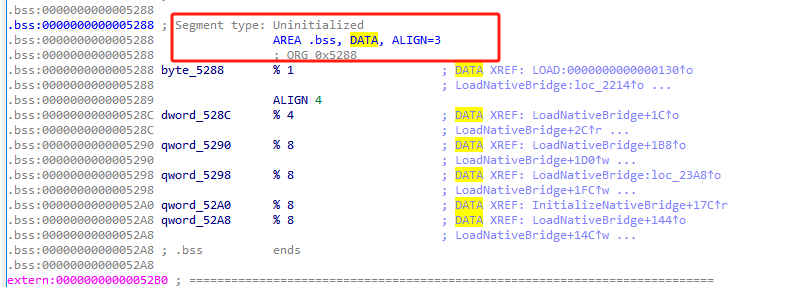 .bss:0000000000005288
.bss:0000000000005288 ; Segment type: Uninitialized
.bss:0000000000005288 AREA .bss, DATA, ALIGN=3
.bss:0000000000005288 ; ORG 0x5288
.bss:0000000000005288 byte_5288 % 1 ; DATA XREF: LOAD:0000000000000130↑o
.bss:0000000000005288 ; LoadNativeBridge:loc_2214↑o ...
.bss:0000000000005289 ALIGN 4
.bss:000000000000528C dword_528C % 4 ; DATA XREF: LoadNativeBridge+1C↑o
.bss:000000000000528C ; LoadNativeBridge+2C↑r ...
.bss:0000000000005290 qword_5290 % 8 ; DATA XREF: LoadNativeBridge+1B8↑o
.bss:0000000000005290 ; LoadNativeBridge+1D0↑w ...
.bss:0000000000005298 qword_5298 % 8 ; DATA XREF: LoadNativeBridge:loc_23A8↑o
.bss:0000000000005298 ; LoadNativeBridge+1FC↑w ...
.bss:00000000000052A0 qword_52A0 % 8 ; DATA XREF: InitializeNativeBridge+17C↑r
.bss:00000000000052A8 qword_52A8 % 8 ; DATA XREF: LoadNativeBridge+144↑o
.bss:00000000000052A8 ; LoadNativeBridge+14C↑w ...
.bss:00000000000052A8 ; .bss ends
.bss:00000000000052A8
extern:00000000000052B0 ; ===========================================================================